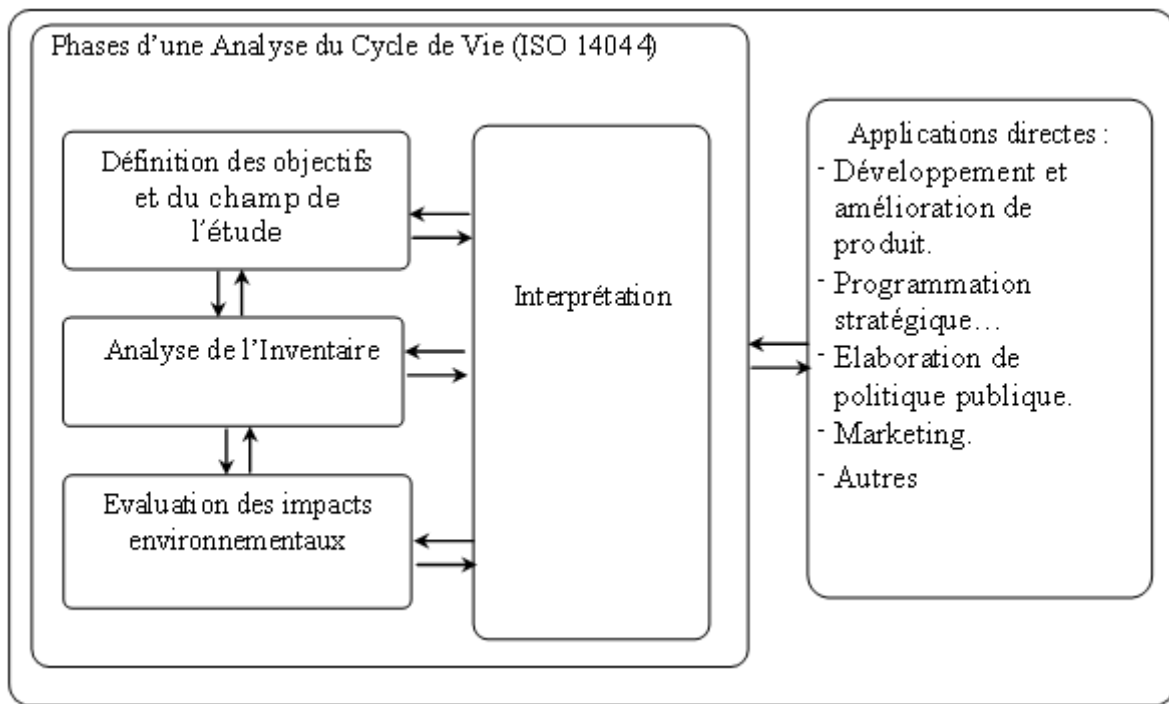 Phases d'une Analyse du Cycle de Vie (ISO 14044)
Définition des objectifs
et du champ de
l'étude
Analyse de l'Inventaire
Evaluation des impacts
environnementaux
Interprétation
Applications directes :
- Développement et
amélioration de
produit.
- Programmation
stratégique…
- Elaboration de
politique publique.
- Marketing.
- Autres